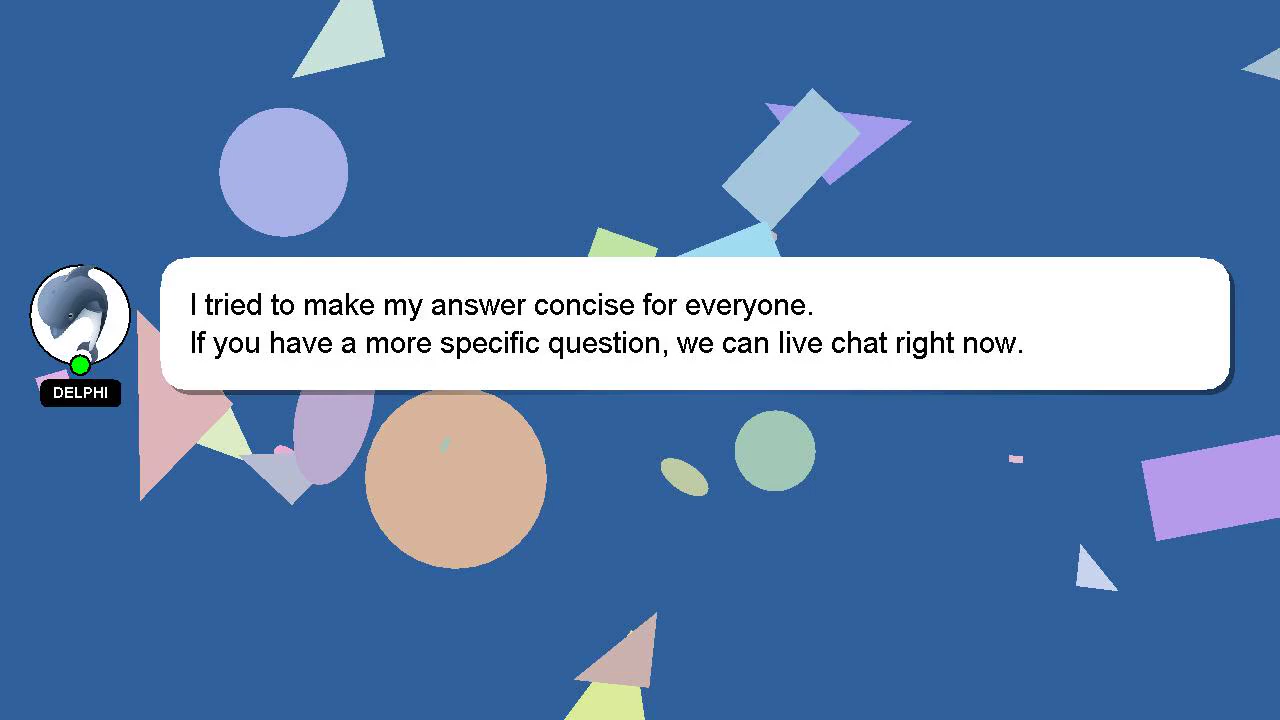 I tried to make my answer concise for everyone.
If you have a more specific question, we can live chat right now.
DELPHI